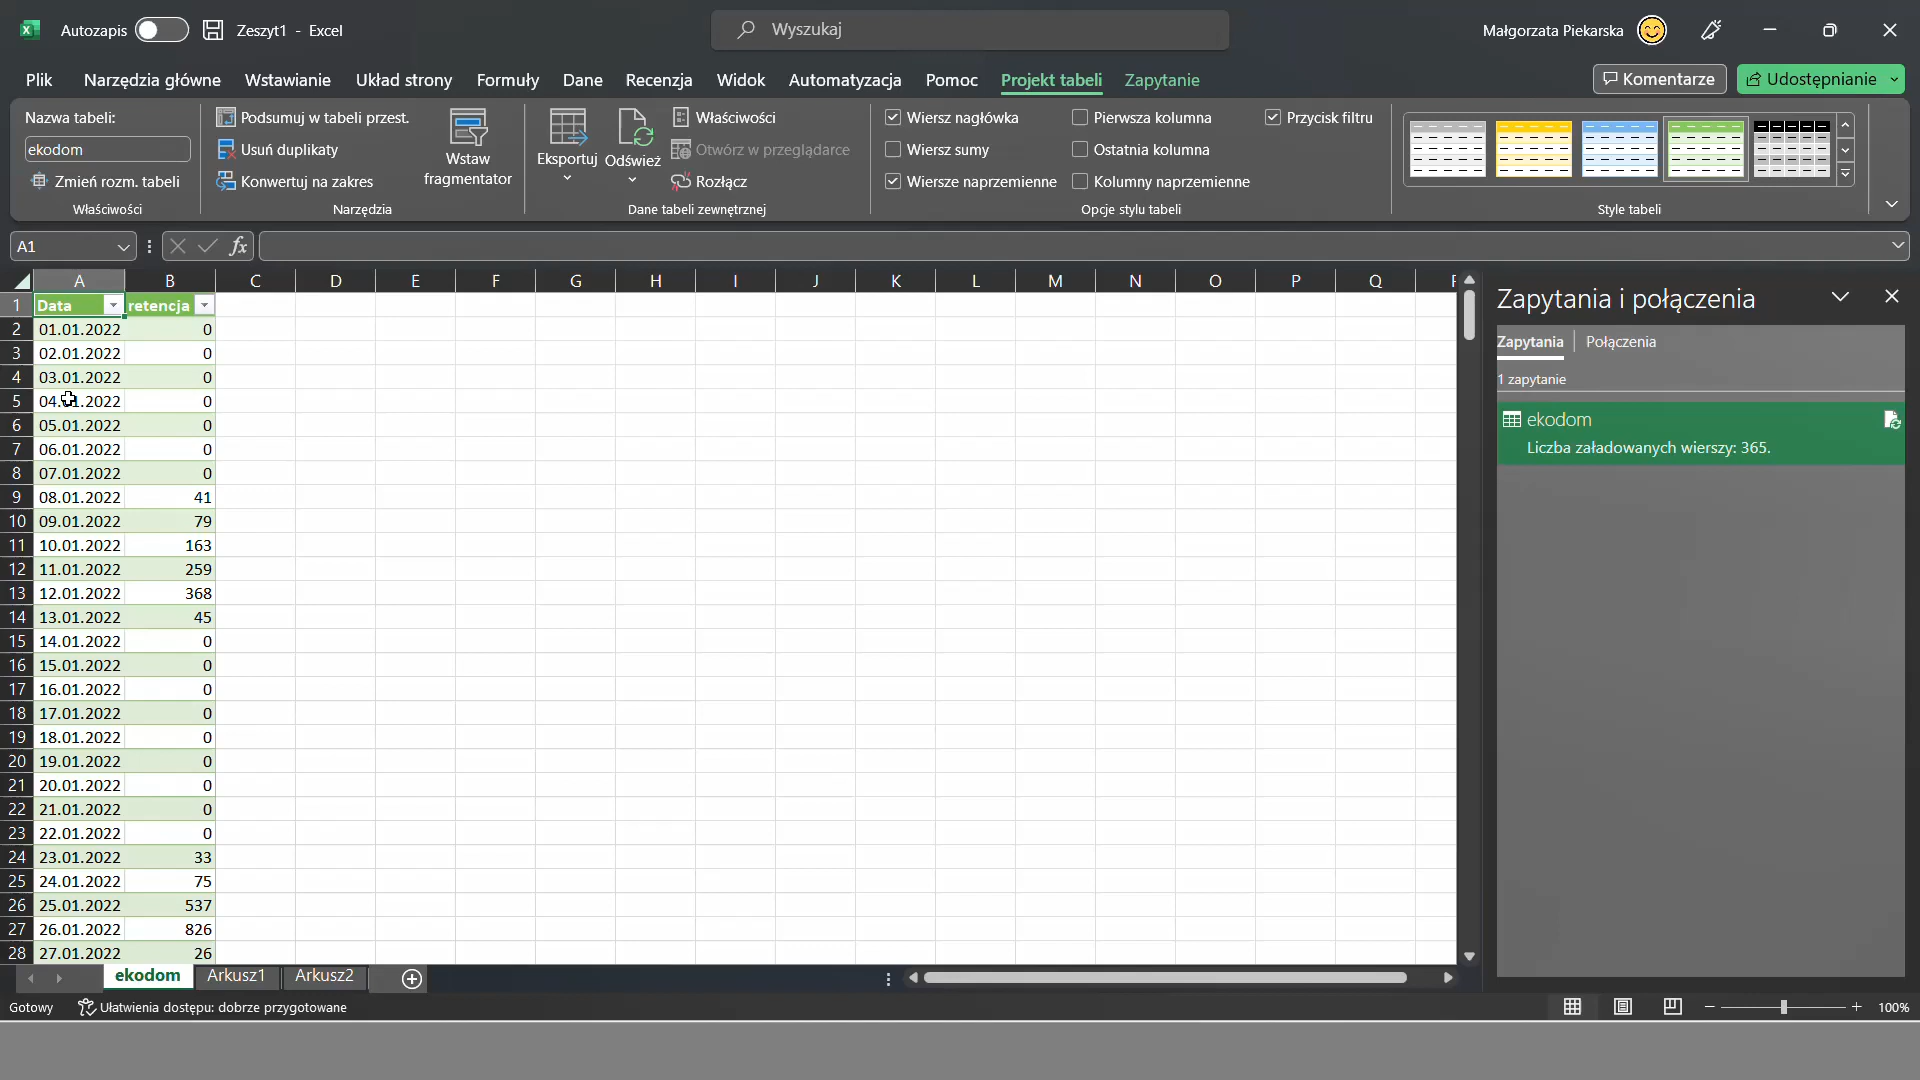 Autozapis Zeszyt1 - Excel Wyszukaj Małgorzata Piekarska
Plik Narzędzia główne Wstawianie Układ strony Formuły Dane Recenzja Widok Automatyzacja Pomoc Projekt tabeli Zapytanie Komentarze Udostępnianie
Nazwa tabeli:
ekodom
Zmień rozm. tabeli
Właściwości
Podsumuj w tabeli przest.
Usuń duplikaty
Konwertuj na zakres
Wstaw
fragmentator
Narzędzia
Eksportuj
Odśwież
Właściwości
Otwórz w przeglądarce
Rozłącz
Dane tabeli zewnętrznej
Wiersz nagłówka
Wiersz sumy
Wiersze naprzemienne
Pierwsza kolumna
Ostatnia kolumna
Kolumny naprzemienne
Przycisk filtru
Opcje stylu tabeli
Style tabeli
A1 fx
A B C D E F G H I J K L M N O P Q
1 Data retencja
2 01.01.2022 0
3 02.01.2022 0
4 03.01.2022 0
5 04.01.2022 0
6 05.01.2022 0
7 06.01.2022 0
8 07.01.2022 0
9 08.01.2022 41
10 09.01.2022 79
11 10.01.2022 163
12 11.01.2022 259
13 12.01.2022 368
14 13.01.2022 45
15 14.01.2022 0
16 15.01.2022 0
17 16.01.2022 0
18 17.01.2022 0
19 18.01.2022 0
20 19.01.2022 0
21 20.01.2022 0
22 21.01.2022 0
23 22.01.2022 0
24 23.01.2022 33
25 24.01.2022 75
26 25.01.2022 537
27 26.01.2022 826
28 27.01.2022 26
Zapytania i połączenia
Zapytania Połączenia
1 zapytanie
ekodom
Liczba załadowanych wierszy: 365.
ekodom Arkusz1 Arkusz2
Gotowy Ułatwienia dostępu: dobrze przygotowane 100%